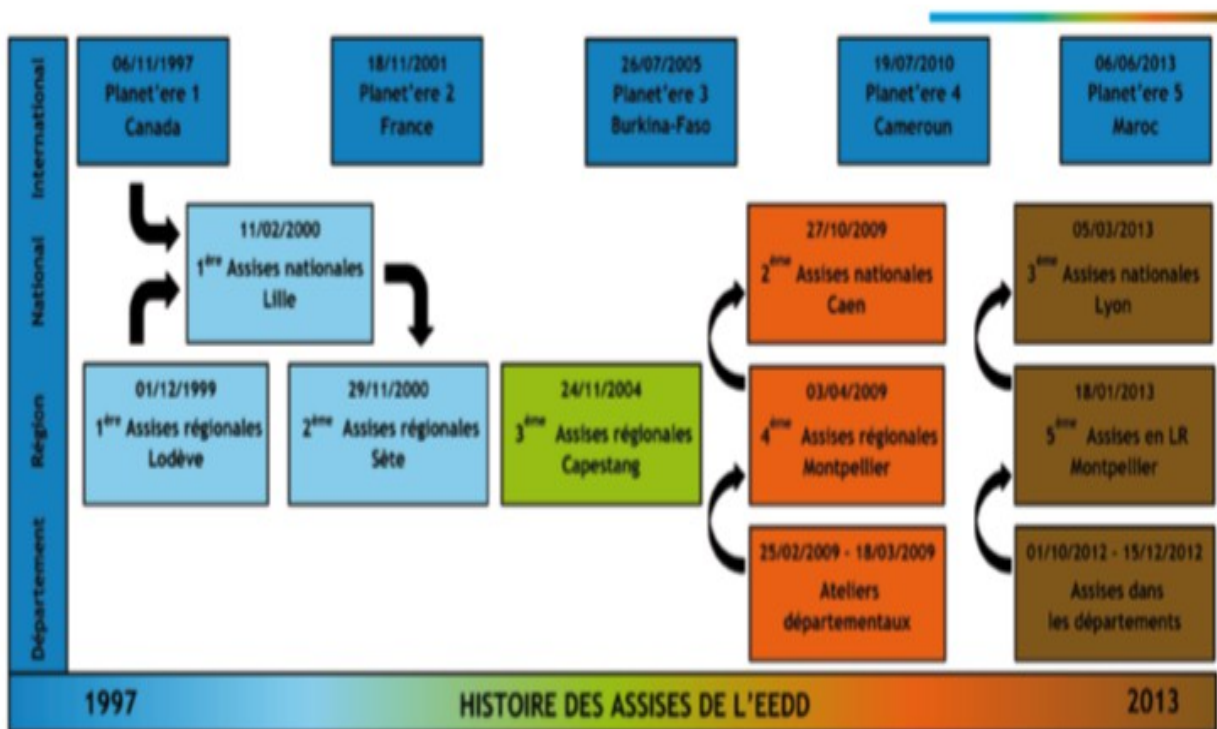 International
06/11/1997
Planet'ere 1
Canada
18/11/2001
Planet'ere 2
France
26/07/2005
Planet'ere 3
Burkina-Faso
19/07/2010
Planet'ere 4
Cameroun
06/06/2013
Planet'ere 5
Maroc
National
11/02/2000
1ère Assises nationales
Lille
27/10/2009
2ème Assises nationales
Caen
05/03/2013
3ème Assises nationales
Lyon
Région
01/12/1999
1ère Assises régionales
Lodève
29/11/2000
2ème Assises régionales
Sète
24/11/2004
3ème Assises régionales
Capestang
03/04/2009
4ème Assises régionales
Montpellier
18/01/2013
5ème Assises en LR
Montpellier
Département
25/02/2009 - 18/03/2009
Ateliers
départementaux
01/10/2012 - 15/12/2012
Assises dans
les départements
1997
HISTOIRE DES ASSISES DE L'EEDD
2013